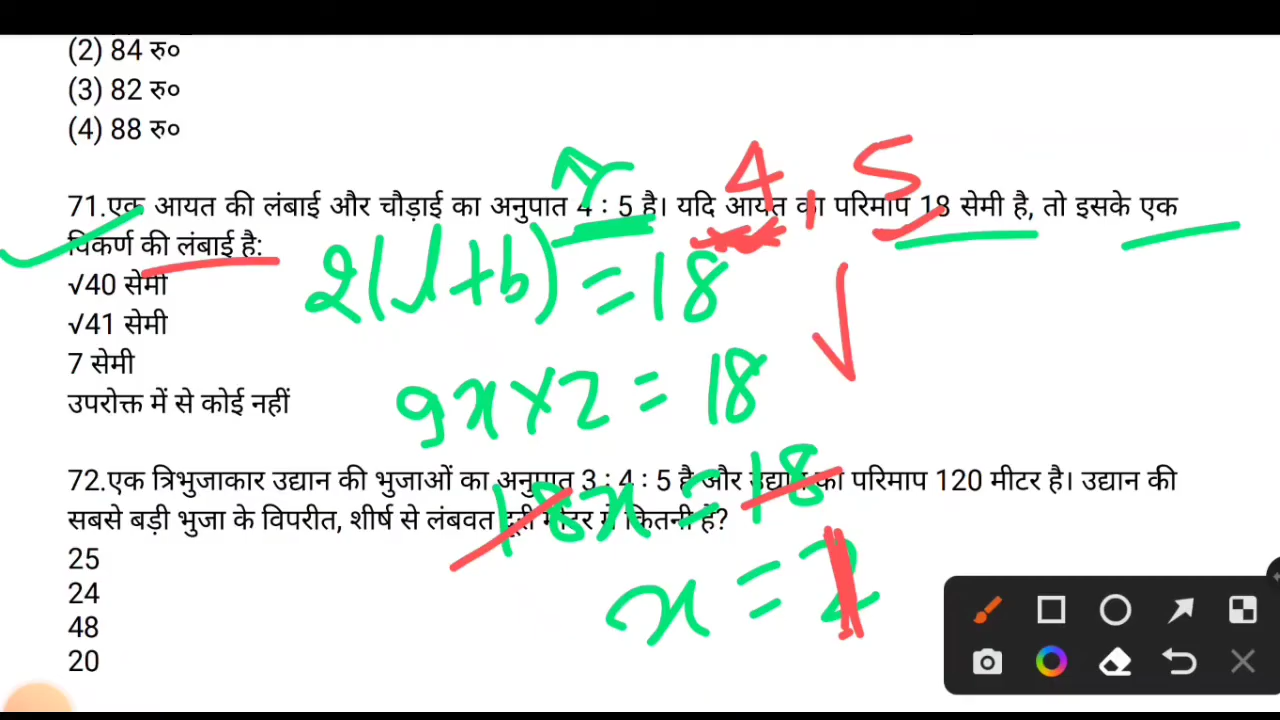 (2) 84 रु०
(3) 82 रु०
(4) 88 रु०
4, 5
71.एक आयत की लंबाई और चौड़ाई का अनुपात 4 : 5 है। यदि आयत का परिमाप 18 सेमी है, तो इसके एक
विकर्ण की लंबाई है:
2(l+b) = 18
√40 सेमी
√41 सेमी
7 सेमी
9x×2 = 18
उपरोक्त में से कोई नहीं
72.एक त्रिभुजाकार उद्यान की भुजाओं का अनुपात 3 : 4 : 5 है और उद्यान का परिमाप 120 मीटर है। उद्यान की
18x = 18
सबसे बड़ी भुजा के विपरीत, शीर्ष से लंबवत दूरी मीटर में कितनी है?
25
x =
24
48
20